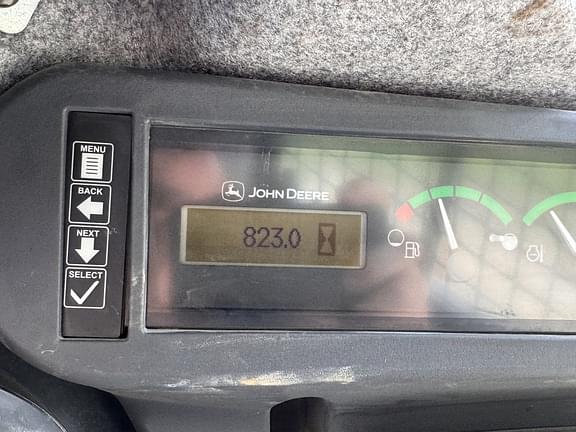 MENU
BACK
NEXT
SELECT
JOHN DEERE
823.0